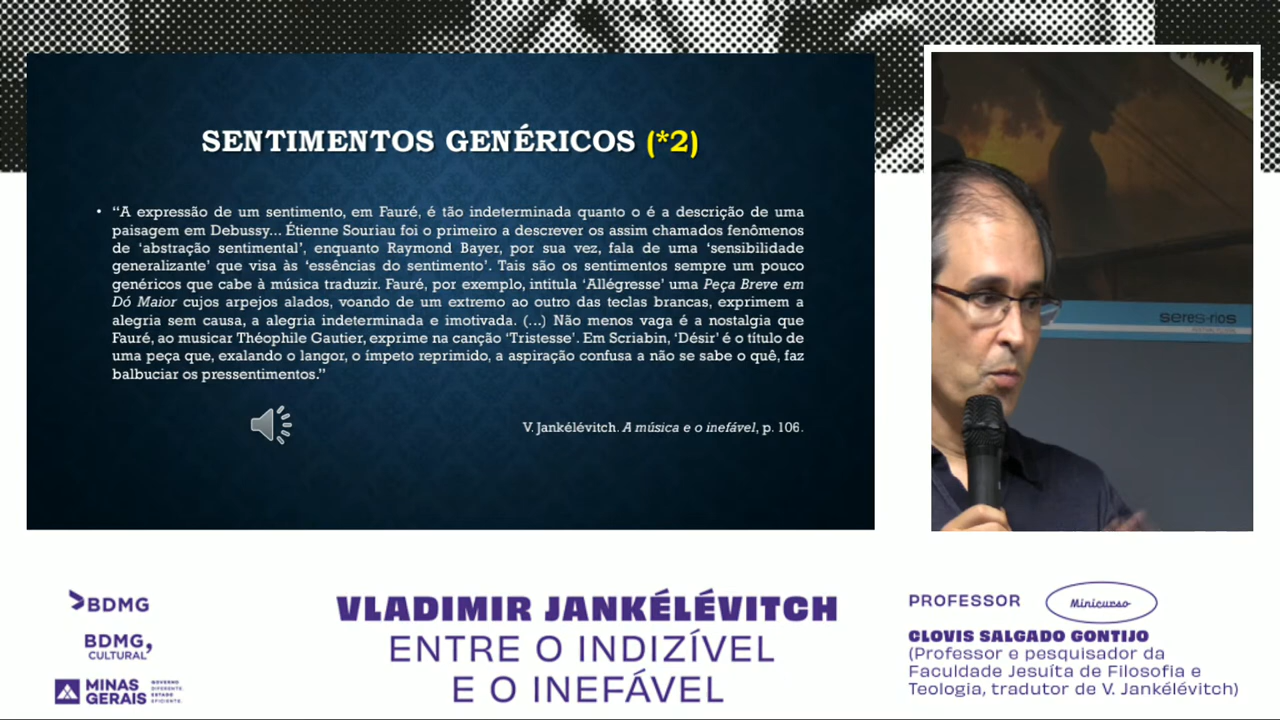 SENTIMENTOS GENÉRICOS (*2)
• “A expressão de um sentimento, em Fauré, é tão indeterminada quanto o é a descrição de uma
paisagem em Debussy... Étienne Souriau foi o primeiro a descrever os assim chamados fenômenos
de ‘abstração sentimental’, enquanto Raymond Bayer, por sua vez, fala de uma ‘sensibilidade
generalizante’ que visa às ‘essências do sentimento’. Tais são os sentimentos sempre um pouco
genéricos que cabe à música traduzir. Fauré, por exemplo, intitula ‘Allégresse’ uma Peça Breve em
Dó Maior cujos arpejos alados, voando de um extremo ao outro das teclas brancas, exprimem a
alegria sem causa, a alegria indeterminada e imotivada. (...) Não menos vaga é a nostalgia que
Fauré, ao musicar Théophile Gautier, exprime na canção ‘Tristesse’. Em Scriabin, ‘Désir’ é o título de
uma peça que, exalando o langor, o ímpeto reprimido, a aspiração confusa a não se sabe o quê, faz
balbuciar os pressentimentos.”
V. Jankélévitch. A música e o inefável, p. 106.
seres-rios
BDMG
BDMG,
CULTURAL
MINAS
GERAIS
GOVERNO
DIFERENTE.
ESTADO
EFICIENTE.
VLADIMIR JANKÉLÉVITCH
ENTRE O INDIZÍVEL
E O INEFÁVEL
PROFESSOR
Minicurso
CLOVIS SALGADO GONTIJO
(Professor e pesquisador da
Faculdade Jesuíta de Filosofia e
Teologia, tradutor de V. Jankélévitch)